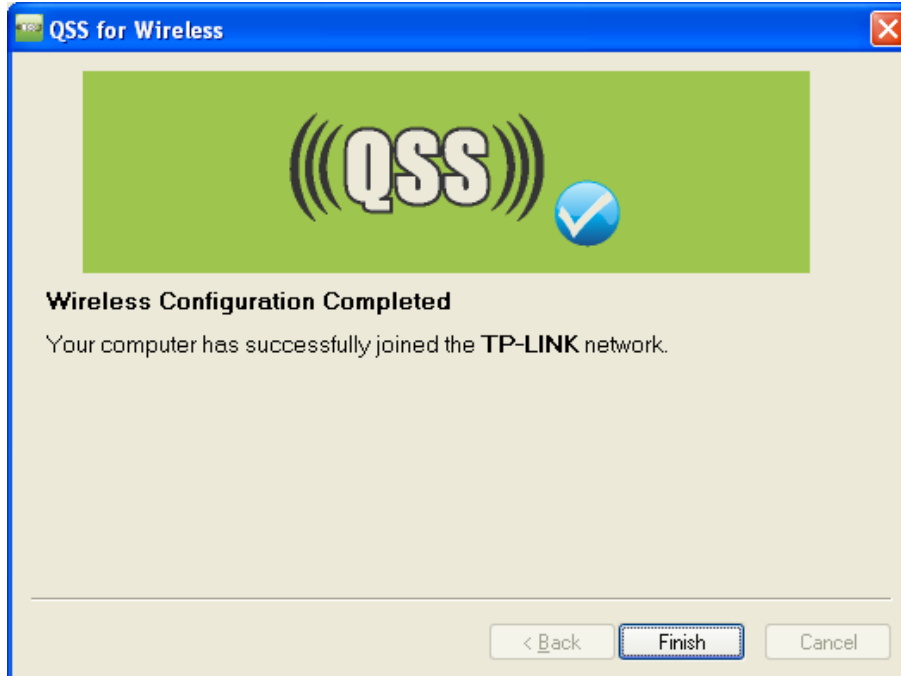 QSS for Wireless
(((QSS)))
Wireless Configuration Completed
Your computer has successfully joined the TP-LINK network.
< Back
Finish
Cancel